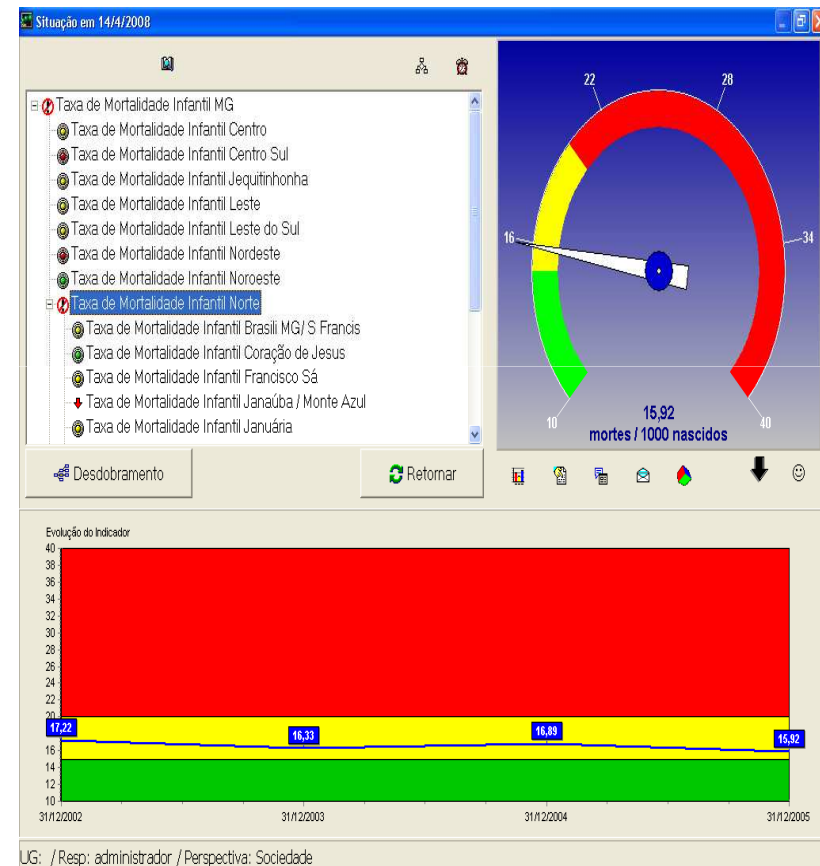 Situação em 14/4/2008
Taxa de Mortalidade Infantil MG
Taxa de Mortalidade Infantil Centro
Taxa de Mortalidade Infantil Centro Sul
Taxa de Mortalidade Infantil Jequitinhonha
Taxa de Mortalidade Infantil Leste
Taxa de Mortalidade Infantil Leste do Sul
Taxa de Mortalidade Infantil Nordeste
Taxa de Mortalidade Infantil Noroeste
Taxa de Mortalidade Infantil Norte
Taxa de Mortalidade Infantil Brasili MG/ S Francis
Taxa de Mortalidade Infantil Coração de Jesus
Taxa de Mortalidade Infantil Francisco Sá
Taxa de Mortalidade Infantil Janaúba / Monte Azul
Taxa de Mortalidade Infantil Januária
Desdobramento
Retornar
22
28
16
34
10
40
15,92
mortes / 1000 nascidos
Evolução do Indicador
40
38
36
34
32
30
28
26
24
22
20
16
14
12
10
17,22
16,33
16,89
15,92
31/12/2002
31/12/2003
31/12/2004
31/12/2005
UG: / Resp: administrador / Perspectiva: Sociedade